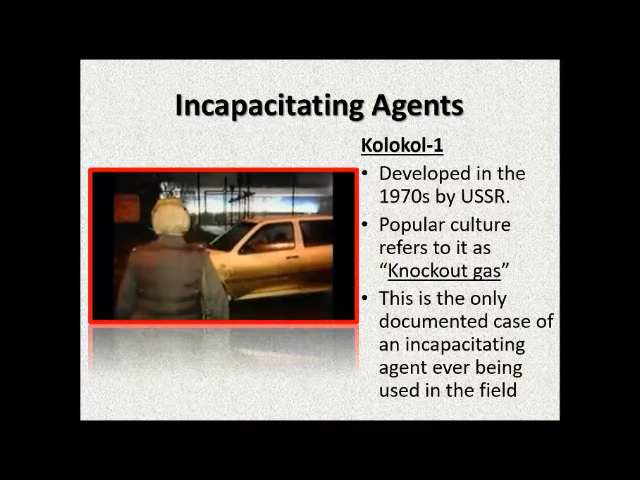 Incapacitating Agents
Kolokol-1
• Developed in the
1970s by USSR.
• Popular culture
refers to it as
“Knockout gas”
• This is the only
documented case of
an incapacitating
agent ever being
used in the field